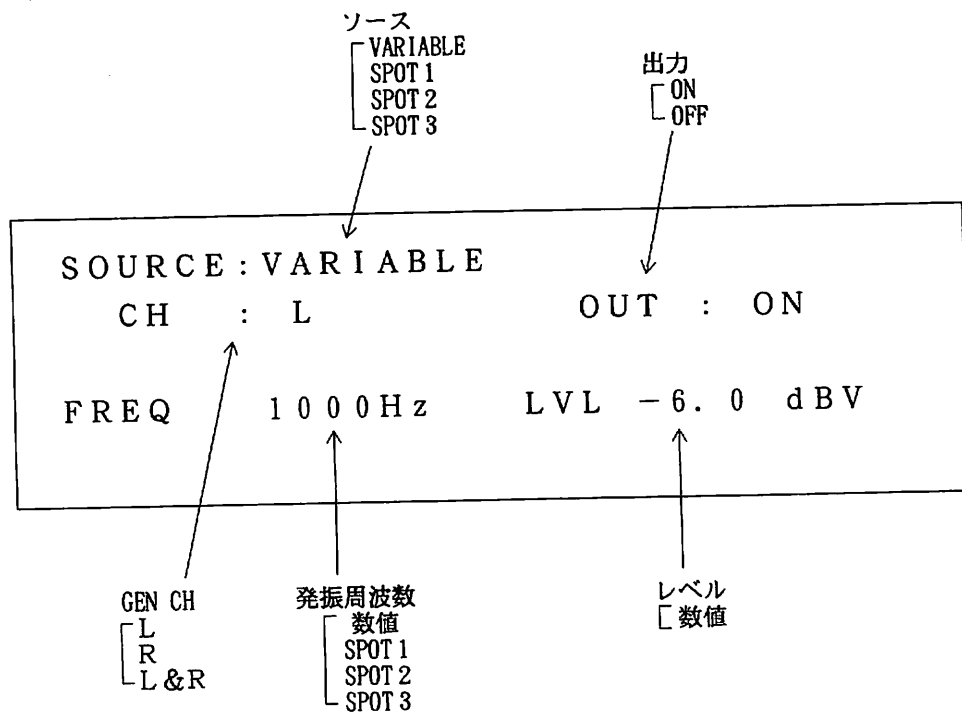 ソース
VARIABLE
SPOT 1
SPOT 2
SPOT 3
出力
ON
OFF
SOURCE:VARIABLE
CH : L
OUT : ON
FREQ 1000Hz
LVL -6.0 dBV
GEN CH
L
R
L&R
発振周波数
数値
SPOT 1
SPOT 2
SPOT 3
レベル
数値